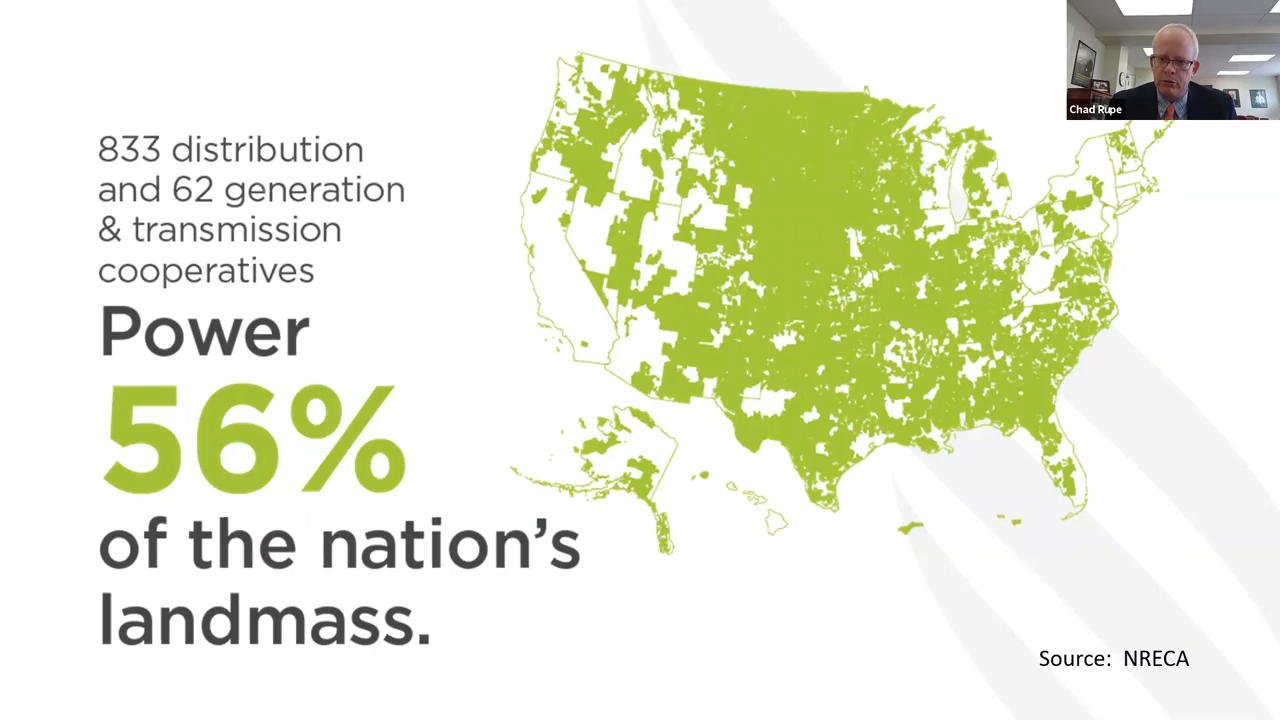 833 distribution
and 62 generation
& transmission
cooperatives
Power
56%
of the nation’s
landmass.
Chad Rupe
Source: NRECA